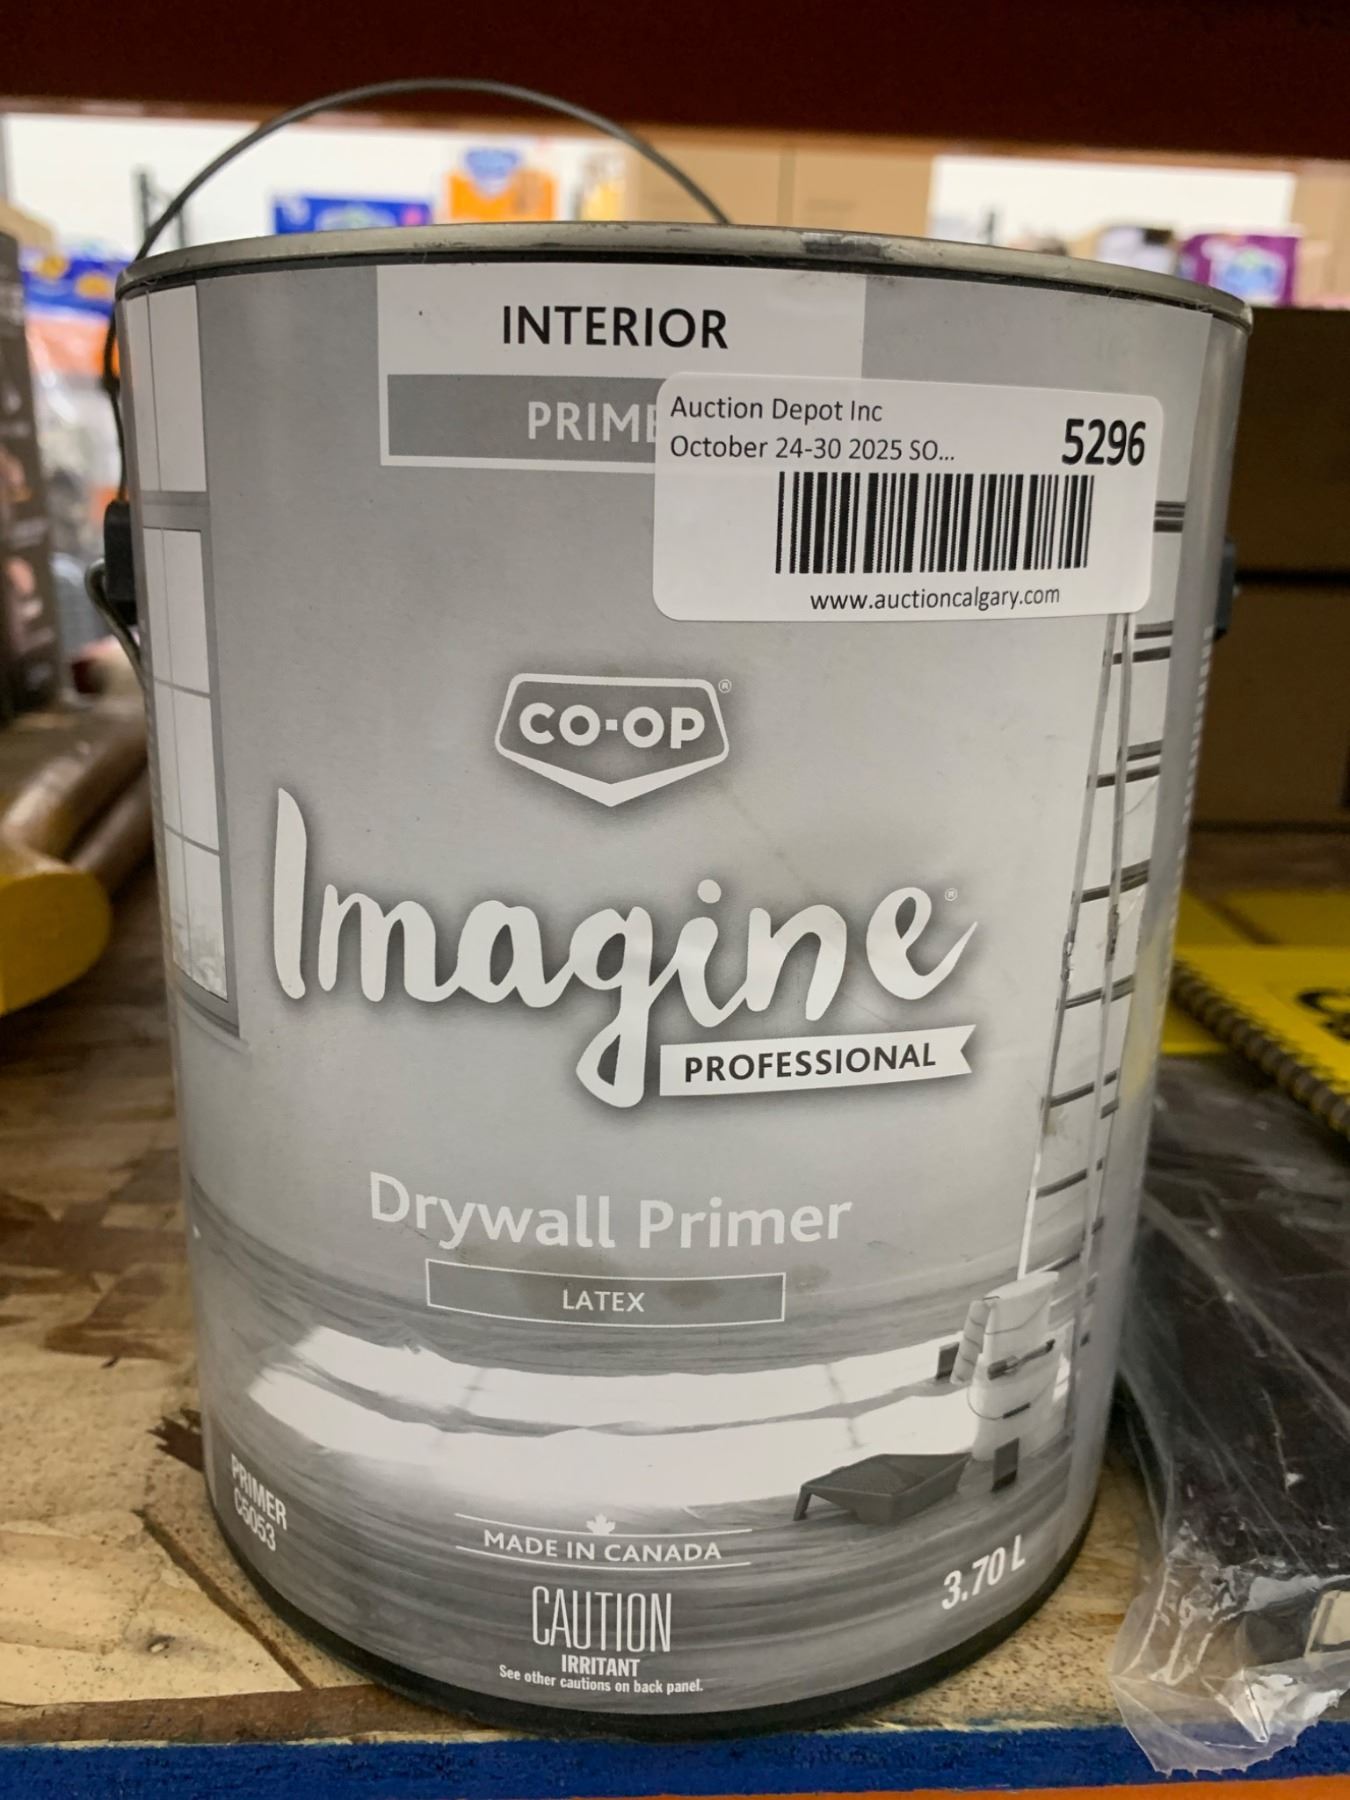 INTERIOR
Auction Depot Inc
October 24-30 2025 SO...
5296
www.auctioncalgary.com
CO-OP®
Imagine®
PROFESSIONAL
Drywall Primer
LATEX
PRIMER
C5053
MADE IN CANADA
3.70 L
CAUTION
IRRITANT
See other cautions on back panel.